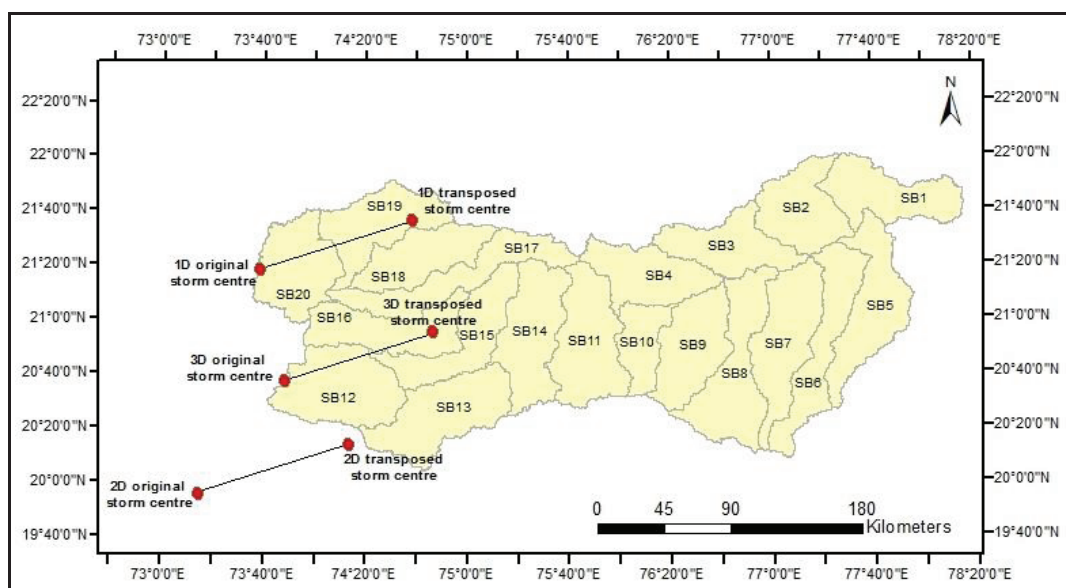 73°0'0"E 73°40'0"E 74°20'0"E 75°0'0"E 75°40'0"E 76°20'0"E 77°0'0"E 77°40'0"E 78°20'0"E
N
22°20'0"N 22°20'0"N
22°0'0"N 22°0'0"N
21°40'0"N 21°40'0"N
21°20'0"N 21°20'0"N
21°0'0"N 21°0'0"N
20°40'0"N 20°40'0"N
20°20'0"N 20°20'0"N
20°0'0"N 20°0'0"N
19°40'0"N 19°40'0"N
1D transposed
storm centre
SB19
SB2
SB1
SB17
SB3
1D original
storm centre
SB18
SB4
SB20
3D transposed
storm centre
SB5
SB16
SB15
SB14
SB11
SB10
SB9
SB7
3D original
storm centre
SB8
SB6
SB12
SB13
2D transposed
storm centre
2D original
storm centre
0 45 90 180
Kilometers
73°0'0"E 73°40'0"E 74°20'0"E 75°0'0"E 75°40'0"E 76°20'0"E 77°0'0"E 77°40'0"E 78°20'0"E